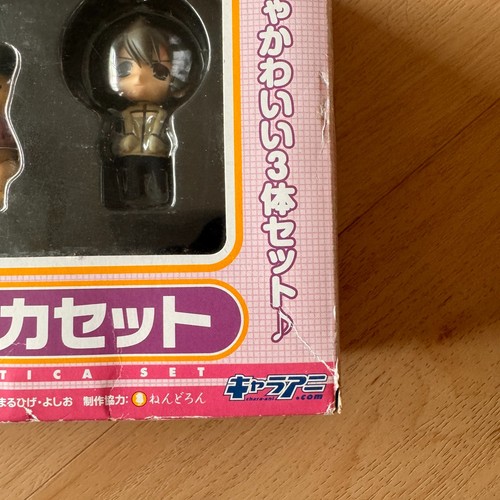 ゃかわいい3体セット♪
カセット
TICA SET
まるひげ・よしお 制作協力: ねんどろん
キャラアニ
chara-ani
.com